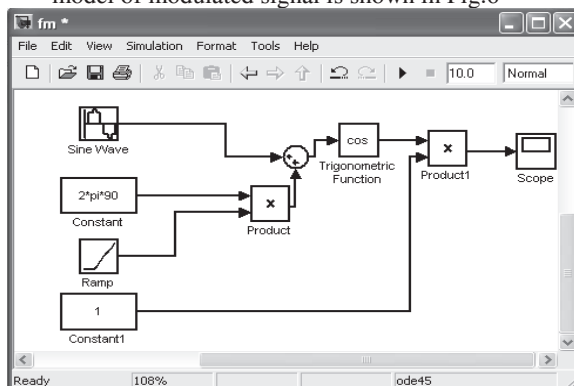 model of modulated signal is shown in Fig.8
fm *
File Edit View Simulation Format Tools Help
10.0 Normal
Sine Wave
cos
Trigonometric
Function
×
Product1
Scope
2*pi*90
Constant
×
Product
Ramp
1
Constant1
Ready 108% ode45